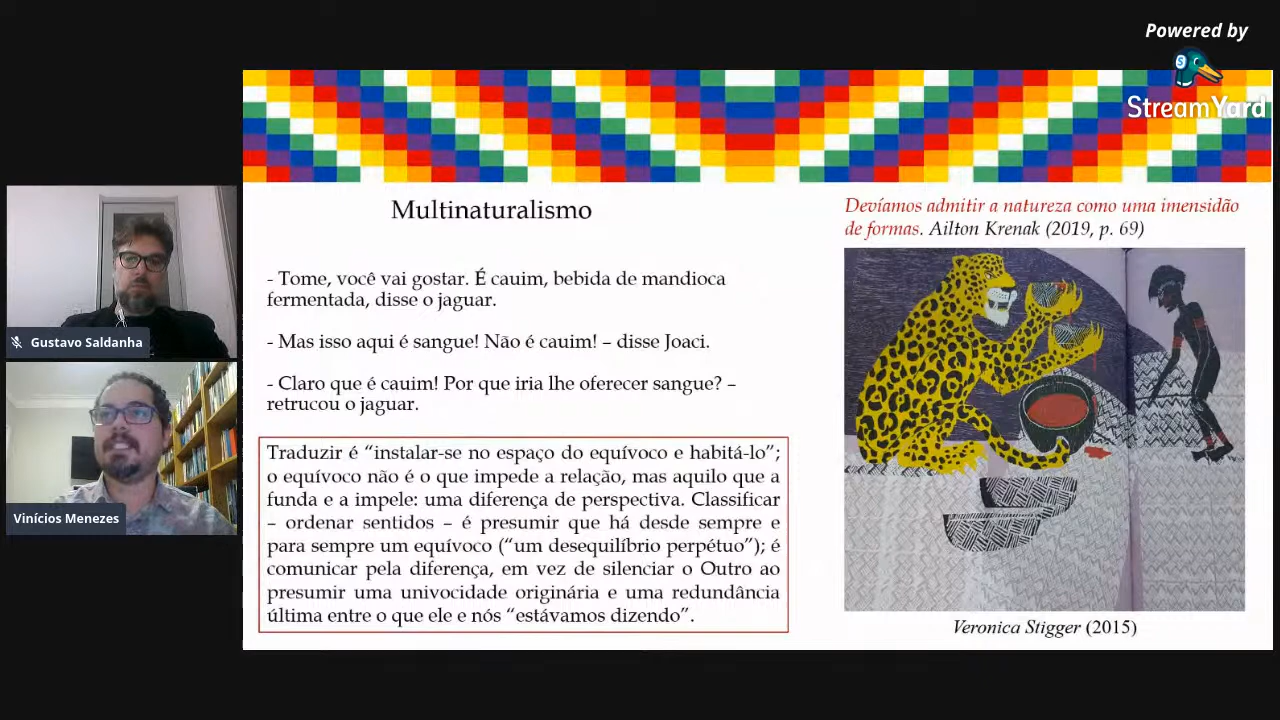 Powered by
StreamYard
Multinaturalismo
- Tome, você vai gostar. É cauim, bebida de mandioca
fermentada, disse o jaguar.
- Mas isso aqui é sangue! Não é cauim! – disse Joaci.
- Claro que é cauim! Por que iria lhe oferecer sangue? –
retrucou o jaguar.
Traduzir é “instalar-se no espaço do equívoco e habitá-lo”;
o equívoco não é o que impede a relação, mas aquilo que a
funda e a impele: uma diferença de perspectiva. Classificar
– ordenar sentidos – é presumir que há desde sempre e
para sempre um equívoco (“um desequilíbrio perpétuo”); é
comunicar pela diferença, em vez de silenciar o Outro ao
presumir uma univocidade originária e uma redundância
última entre o que ele e nós “estávamos dizendo”.
Devíamos admitir a natureza como uma imensidão
de formas. Ailton Krenak (2019, p. 69)
Veronica Stigger (2015)
Gustavo Saldanha
Vinícios Menezes